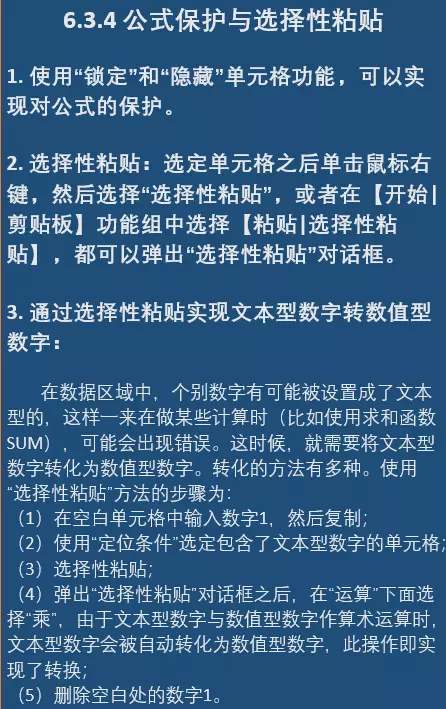 6.3.4 公式保护与选择性粘贴
1. 使用“锁定”和“隐藏”单元格功能，可以实
现对公式的保护。
2. 选择性粘贴：选定单元格之后单击鼠标右
键，然后选择“选择性粘贴”，或者在【开始|
剪贴板】功能组中选择【粘贴|选择性粘
贴】，都可以弹出“选择性粘贴”对话框。
3. 通过选择性粘贴实现文本型数字转数值型
数字：
在数据区域中，个别数字有可能被设置成了文本
型的，这样一来在做某些计算时（比如使用求和函数
SUM），可能会出现错误。这时候，就需要将文本型
数字转化为数值型数字。转化的方法有多种。使用
“选择性粘贴”方法的步骤为：
（1）在空白单元格中输入数字1，然后复制；
（2）使用“定位条件”选定包含了文本型数字的单元格；
（3）选择性粘贴；
（4）弹出“选择性粘贴”对话框之后，在“运算”下面选
择“乘”，由于文本型数字与数值型数字作算术运算时，
文本型数字会被自动转化为数值型数字，此操作即实
现了转换；
（5）删除空白处的数字1。